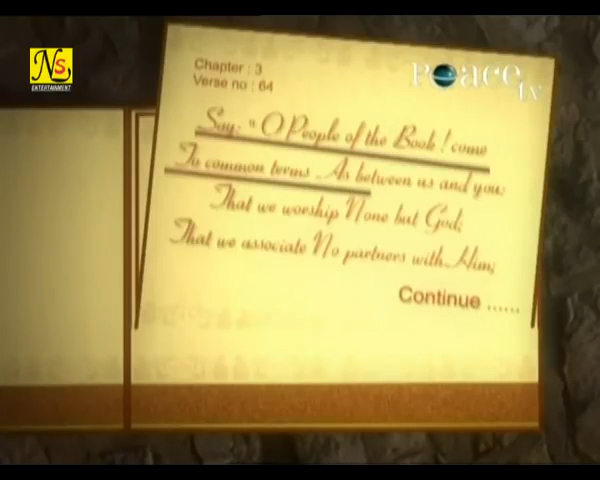 Ns
ENTERTAINMENT
Peace tv
Chapter : 3
Verse no : 64
Say: " O People of the Book ! come
To common terms As between us and you:
That we worship None but God;
That we associate No partners with Him;
Continue ......